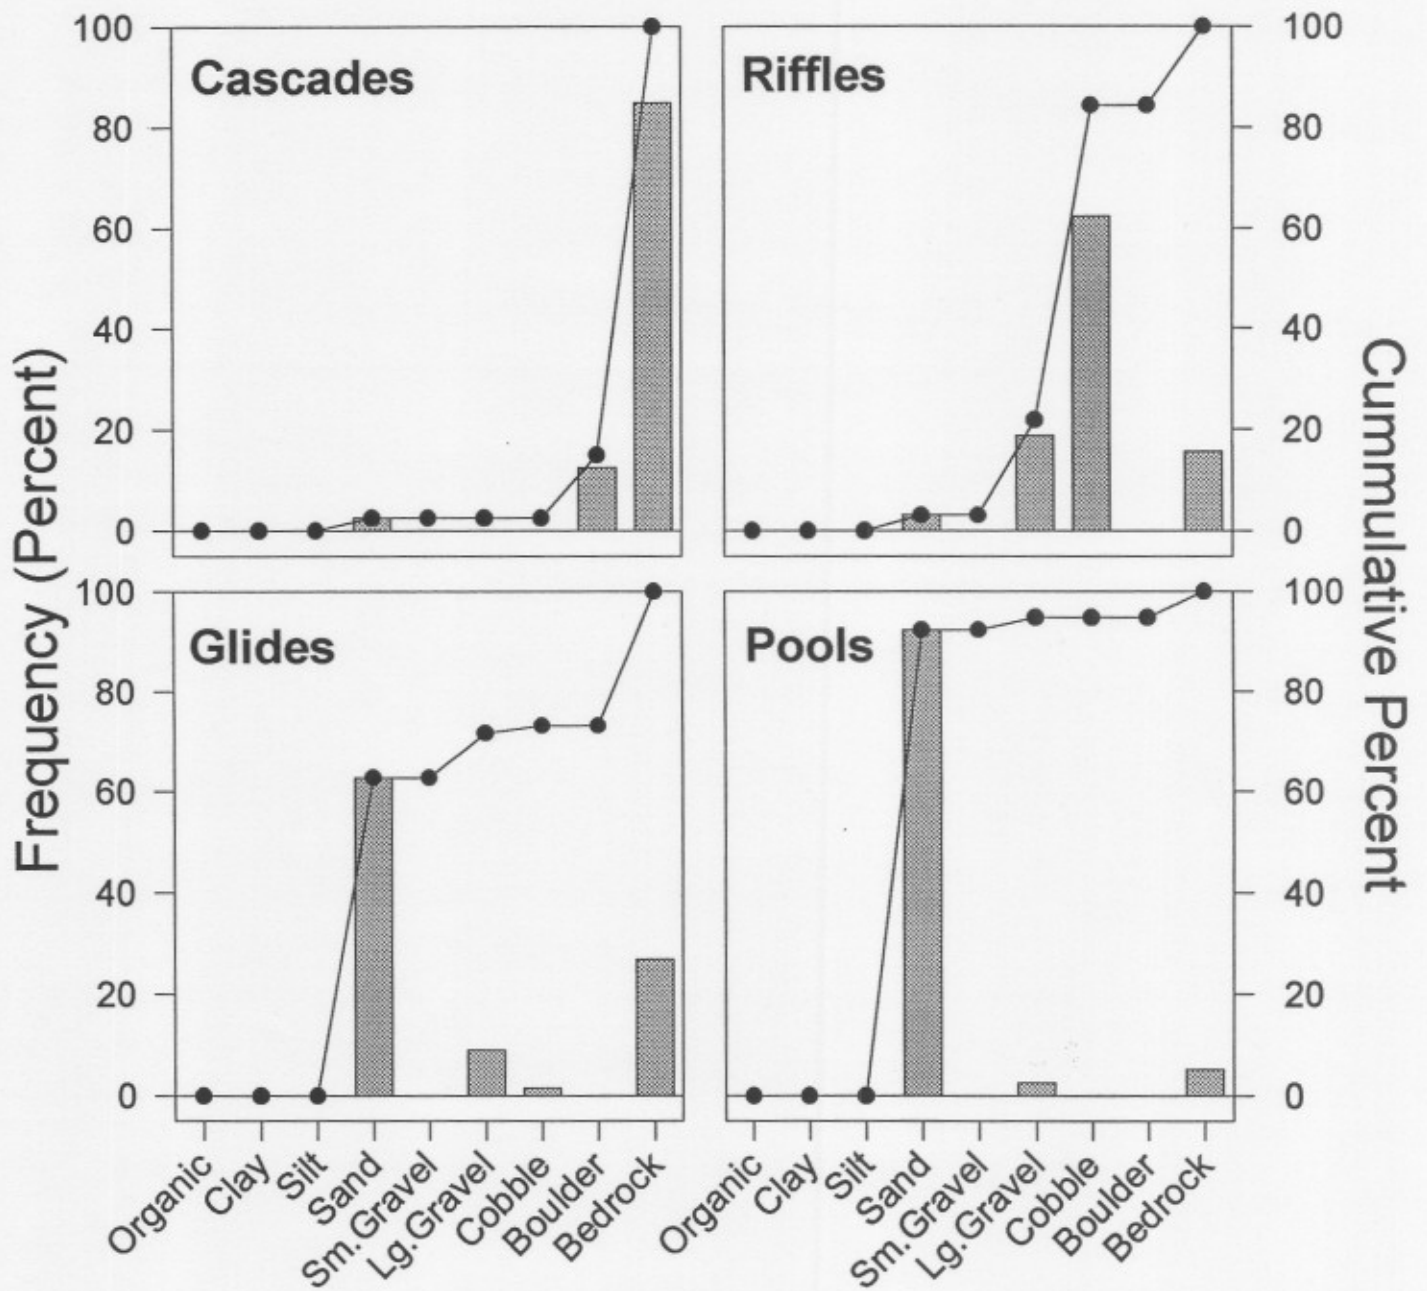 Frequency (Percent)
Cummulative Percent
Cascades
100
80
60
40
20
0
Riffles
100
80
60
40
20
0
Glides
100
80
60
40
20
0
Pools
100
80
60
40
20
0
Organic
Clay
Silt
Sand
Sm. Gravel
Lg. Gravel
Cobble
Boulder
Bedrock
Organic
Clay
Silt
Sand
Sm. Gravel
Lg. Gravel
Cobble
Boulder
Bedrock